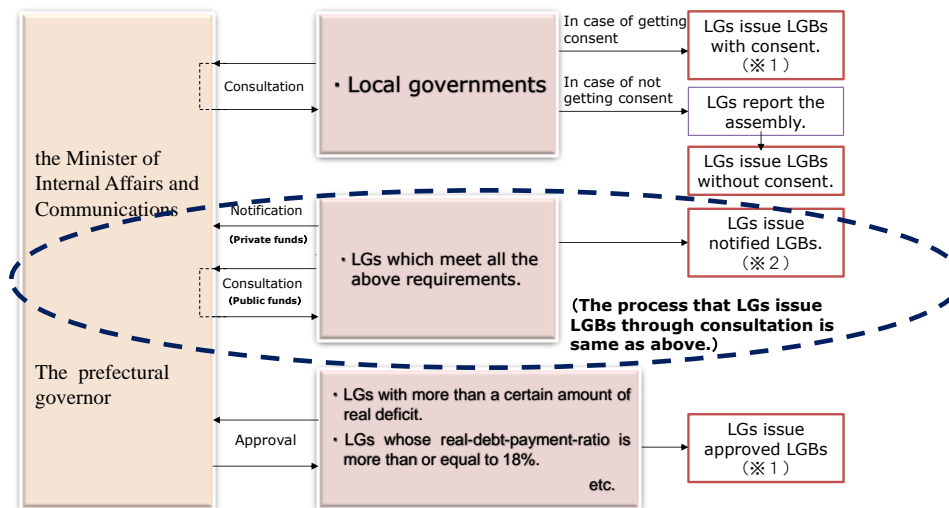 the Minister of
Internal Affairs and
Communications
The prefectural
governor
Consultation
・Local governments
In case of getting
consent
In case of not
getting consent
LGs issue LGBs
with consent.
(※１)
LGs report the
assembly.
LGs issue LGBs
without consent.
Notification
(Private funds)
Consultation
(Public funds)
・LGs which meet all the
above requirements.
LGs issue
notified LGBs.
(※２)
(The process that LGs issue
LGBs through consultation is
same as above.)
Approval
・LGs with more than a certain amount of
real deficit.
・LGs whose real-debt-payment-ratio is
more than or equal to 18%.
etc.
LGs issue
approved LGBs
(※１)